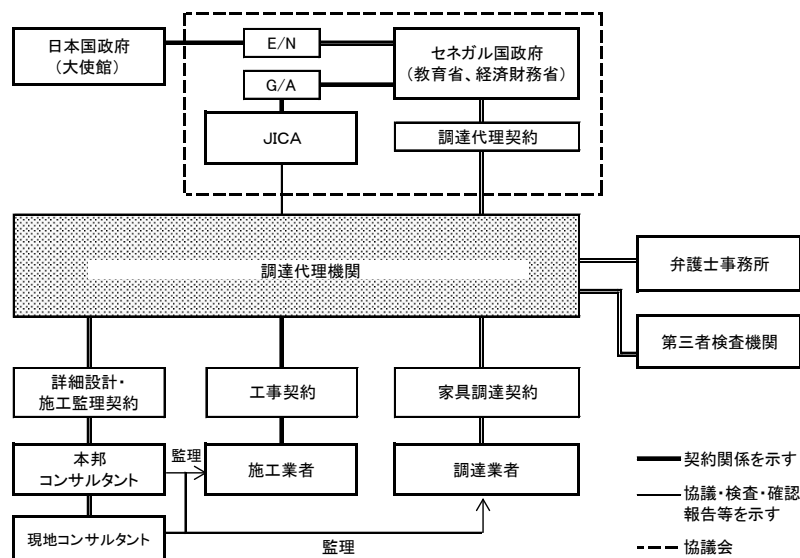 日本国政府
（大使館）
E/N
G/A
JICA
セネガル国政府
（教育省、経済財務省）
調達代理契約
調達代理機関
弁護士事務所
第三者検査機関
詳細設計・
施工監理契約
工事契約
家具調達契約
本邦
コンサルタント
監理
施工業者
調達業者
現地コンサルタント
監理
契約関係を示す
協議・検査・確認
報告等を示す
協議会